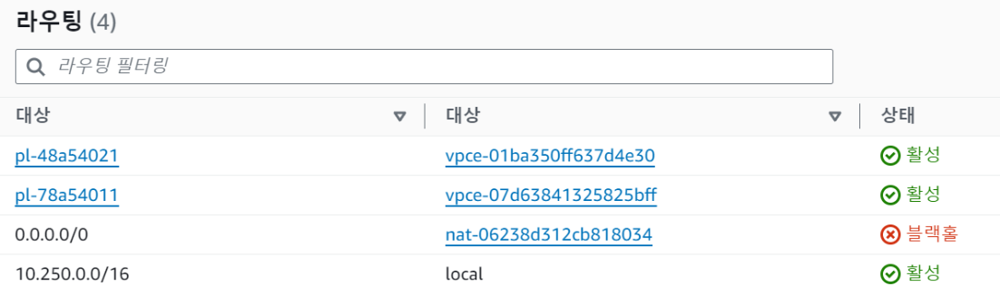 라우팅 (4)
라우팅 필터링
대상 대상 상태
pl-48a54021 vpce-01ba350ff637d4e30 활성
pl-78a54011 vpce-07d63841325825bff 활성
0.0.0.0/0 nat-06238d312cb818034 블랙홀
10.250.0.0/16 local 활성